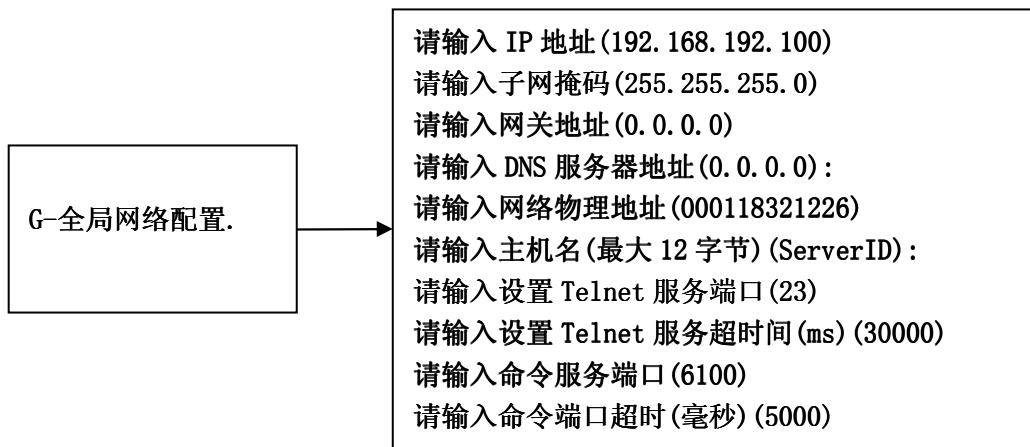 G-全局网络配置.
请输入 IP 地址(192.168.192.100)
请输入子网掩码(255.255.255.0)
请输入网关地址(0.0.0.0)
请输入 DNS 服务器地址(0.0.0.0):
请输入网络物理地址(000118321226)
请输入主机名(最大 12 字节)(ServerID):
请输入设置 Telnet 服务端口(23)
请输入设置 Telnet 服务超时间(ms)(30000)
请输入命令服务端口(6100)
请输入命令端口超时(毫秒)(5000)